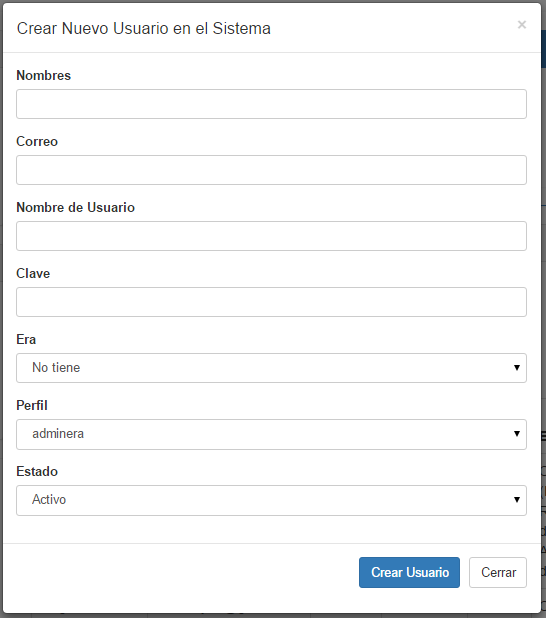 Crear Nuevo Usuario en el Sistema
×
Nombres
Correo
Nombre de Usuario
Clave
Era
No tiene
Perfil
adminera
Estado
Activo
Crear Usuario
Cerrar